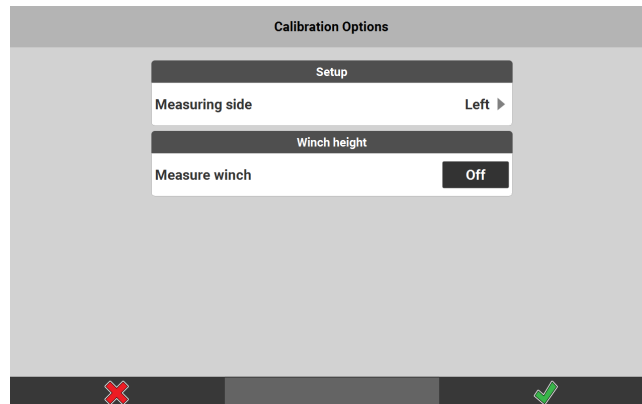 Calibration Options
Setup
Measuring side Left
Winch height
Measure winch Off